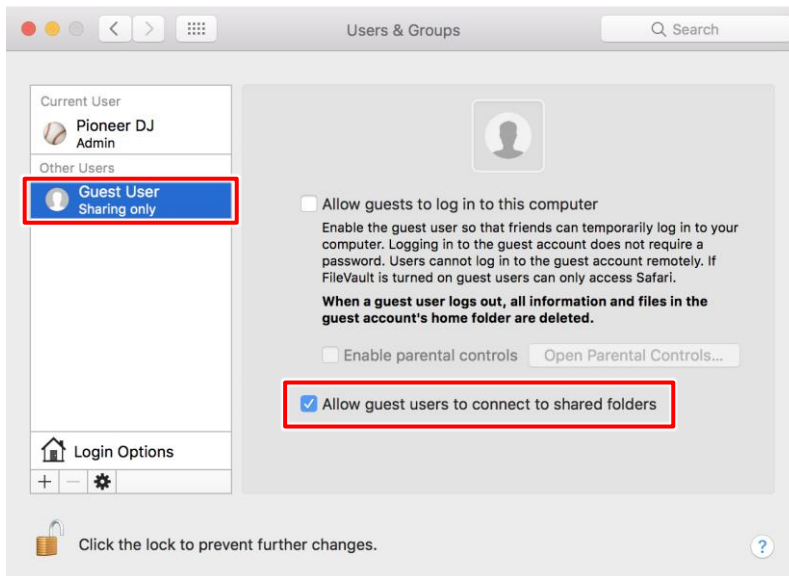 Users & Groups
Search
Current User
Pioneer DJ
Admin
Other Users
Guest User
Sharing only
Allow guests to log in to this computer
Enable the guest user so that friends can temporarily log in to your
computer. Logging in to the guest account does not require a
password. Users cannot log in to the guest account remotely. If
FileVault is turned on guest users can only access Safari.
When a guest user logs out, all information and files in the
guest account's home folder are deleted.
Enable parental controls
Open Parental Controls...
Allow guest users to connect to shared folders
Login Options
Click the lock to prevent further changes.
?